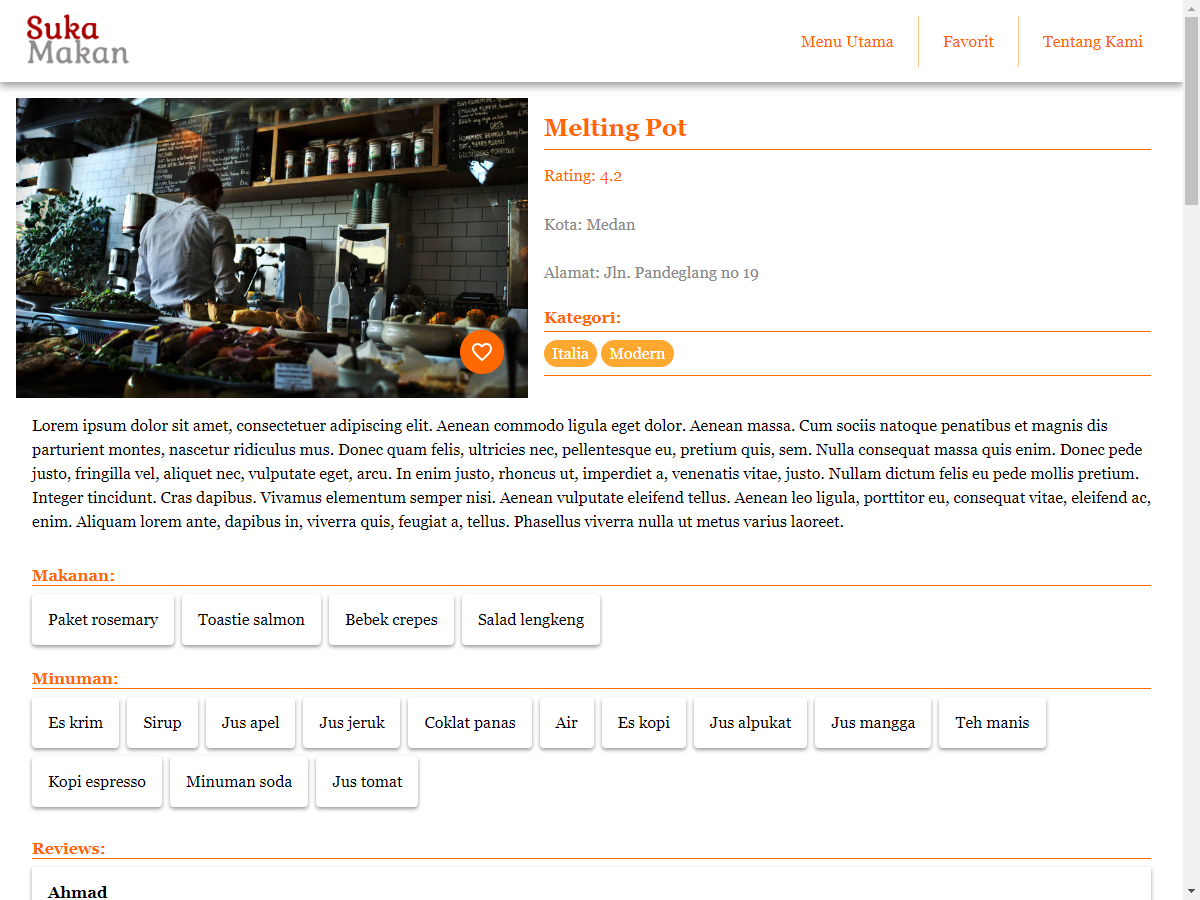 Suka
Makan
Menu Utama
Favorit
Tentang Kami
Melting Pot
Rating: 4.2
Kota: Medan
Alamat: Jln. Pandeglang no 19
Kategori:
Italia Modern
Lorem ipsum dolor sit amet, consectetuer adipiscing elit. Aenean commodo ligula eget dolor. Aenean massa. Cum sociis natoque penatibus et magnis dis
parturient montes, nascetur ridiculus mus. Donec quam felis, ultricies nec, pellentesque eu, pretium quis, sem. Nulla consequat massa quis enim. Donec pede
justo, fringilla vel, aliquet nec, vulputate eget, arcu. In enim justo, rhoncus ut, imperdiet a, venenatis vitae, justo. Nullam dictum felis eu pede mollis pretium.
Integer tincidunt. Cras dapibus. Vivamus elementum semper nisi. Aenean vulputate eleifend tellus. Aenean leo ligula, porttitor eu, consequat vitae, eleifend ac,
enim. Aliquam lorem ante, dapibus in, viverra quis, feugiat a, tellus. Phasellus viverra nulla ut metus varius laoreet.
Makanan:
Paket rosemary Toastie salmon Bebek crepes Salad lengkeng
Minuman:
Es krim Sirup Jus apel Jus jeruk Coklat panas Air Es kopi Jus alpukat Jus mangga Teh manis
Kopi espresso Minuman soda Jus tomat
Reviews:
Ahmad